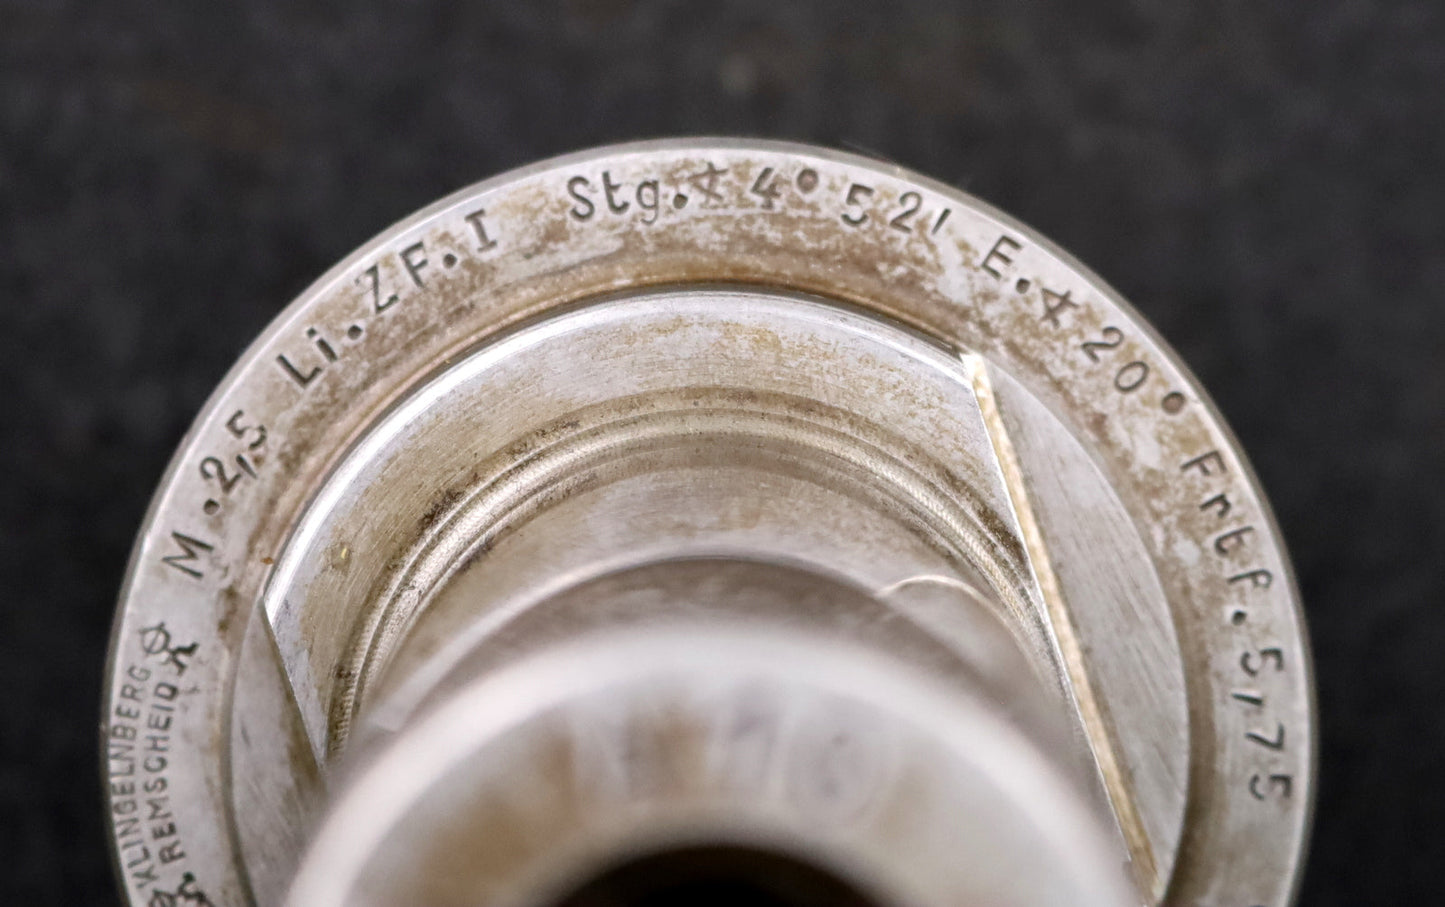 KLINGELNBERG
REMSCHEID
M.2,5 Li.ZF.I Stg.∢ 4° 52' E.∢ 20° Frtf. 5,75